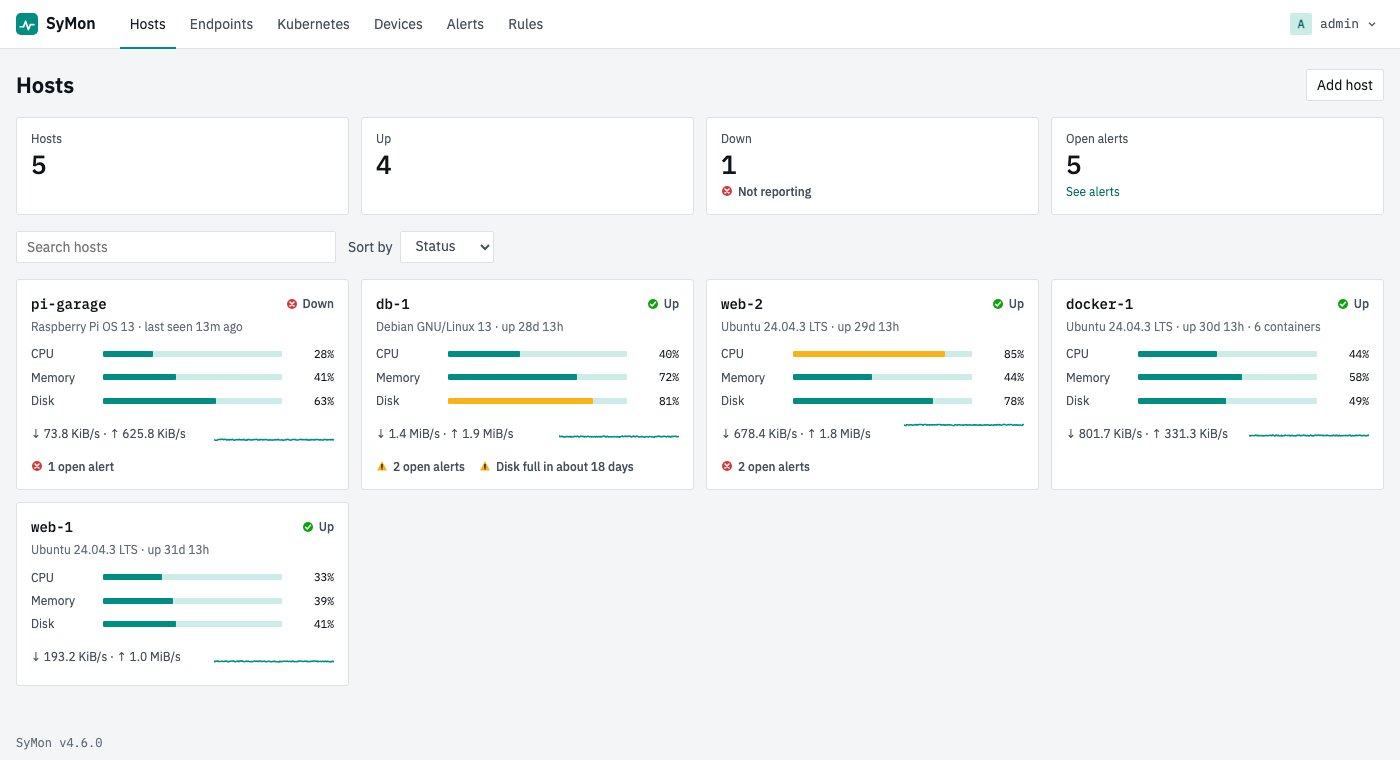 SyMon
Hosts
Endpoints
Kubernetes
Devices
Alerts
Rules
A
admin
Hosts
Add host
Hosts
5
Up
4
Down
1
Not reporting
Open alerts
5
See alerts
Search hosts
Sort by
Status
pi-garage
Down
Raspberry Pi OS 13 · last seen 13m ago
CPU 28%
Memory 41%
Disk 63%
↓ 73.8 KiB/s · ↑ 625.8 KiB/s
1 open alert
db-1
Up
Debian GNU/Linux 13 · up 28d 13h
CPU 40%
Memory 72%
Disk 81%
↓ 1.4 MiB/s · ↑ 1.9 MiB/s
2 open alerts
Disk full in about 18 days
web-2
Up
Ubuntu 24.04.3 LTS · up 29d 13h
CPU 85%
Memory 44%
Disk 78%
↓ 678.4 KiB/s · ↑ 1.8 MiB/s
2 open alerts
docker-1
Up
Ubuntu 24.04.3 LTS · up 30d 13h · 6 containers
CPU 44%
Memory 58%
Disk 49%
↓ 801.7 KiB/s · ↑ 331.3 KiB/s
web-1
Up
Ubuntu 24.04.3 LTS · up 31d 13h
CPU 33%
Memory 39%
Disk 41%
↓ 193.2 KiB/s · ↑ 1.0 MiB/s
SyMon v4.6.0